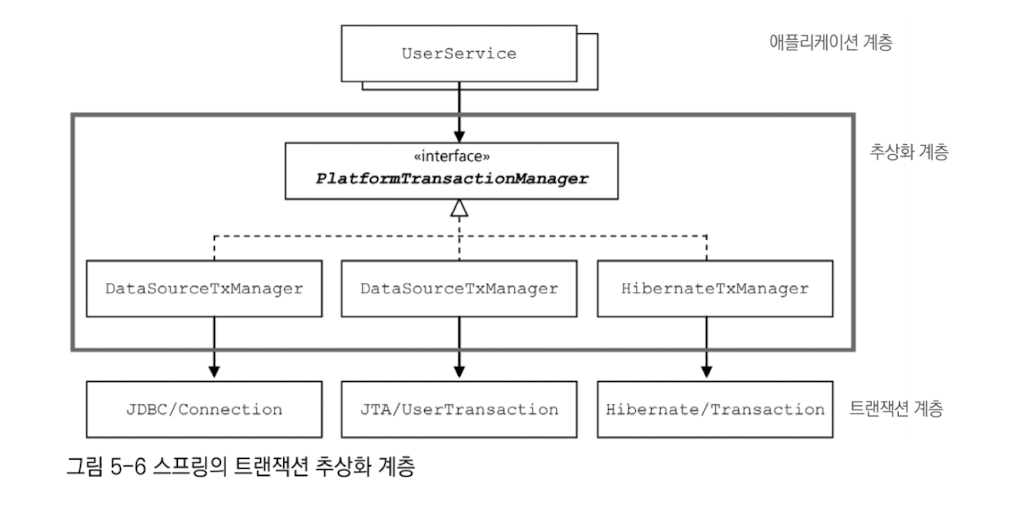 UserService
애플리케이션 계층
«interface»
PlatformTransactionManager
추상화 계층
DataSourceTxManager
DataSourceTxManager
HibernateTxManager
JDBC/Connection
JTA/UserTransaction
Hibernate/Transaction
트랜잭션 계층
그림 5-6 스프링의 트랜잭션 추상화 계층